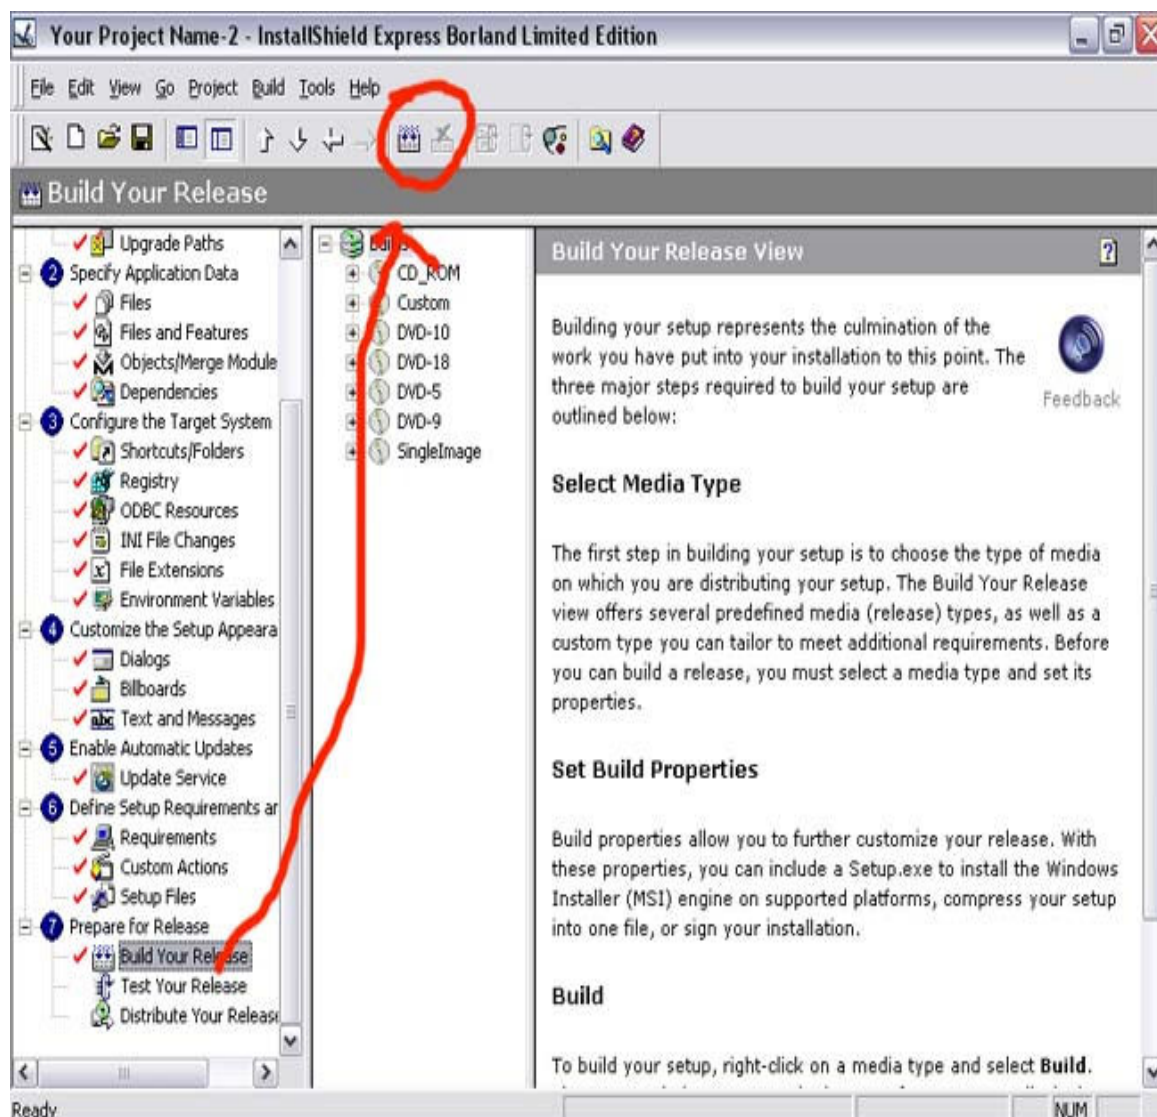 Your Project Name-2 - InstallShield Express Borland Limited Edition
File Edit View Go Project Build Tools Help
Build Your Release
Upgrade Paths
2 Specify Application Data
Files
Files and Features
Objects/Merge Module
Dependencies
3 Configure the Target System
Shortcuts/Folders
Registry
ODBC Resources
INI File Changes
File Extensions
Environment Variables
4 Customize the Setup Appeara
Dialogs
Billboards
abc Text and Messages
5 Enable Automatic Updates
Update Service
6 Define Setup Requirements ar
Requirements
Custom Actions
Setup Files
7 Prepare for Release
Build Your Release
Test Your Release
Distribute Your Release
CD_ROM
Custom
DVD-10
DVD-18
DVD-5
DVD-9
SingleImage
Build Your Release View
Building your setup represents the culmination of the
work you have put into your installation to this point. The
three major steps required to build your setup are
outlined below:
Feedback
Select Media Type
The first step in building your setup is to choose the type of media
on which you are distributing your setup. The Build Your Release
view offers several predefined media (release) types, as well as a
custom type you can tailor to meet additional requirements. Before
you can build a release, you must select a media type and set its
properties.
Set Build Properties
Build properties allow you to further customize your release. With
these properties, you can include a Setup.exe to install the Windows
Installer (MSI) engine on supported platforms, compress your setup
into one file, or sign your installation.
Build
To build your setup, right-click on a media type and select Build.
Ready
NUM